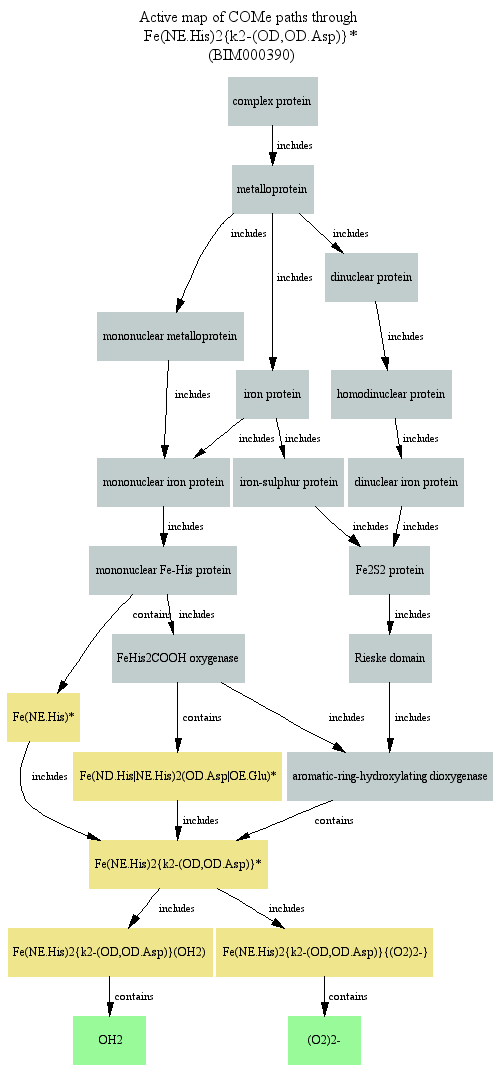 Active map of COMe paths through
Fe(NE.His)2{k2-(OD,OD.Asp)}*
(BIM000390)
complex protein
includes
metalloprotein
includes
includes
includes
dinuclear protein
mononuclear metalloprotein
includes
includes
iron protein
homodinuclear protein
includes
includes
includes
mononuclear iron protein
iron-sulphur protein
dinuclear iron protein
includes
includes
includes
mononuclear Fe-His protein
Fe2S2 protein
contains
includes
includes
FeHis2COOH oxygenase
Rieske domain
Fe(NE.His)*
contains
includes
includes
includes
Fe(ND.His|NE.His)2(OD.Asp|OE.Glu)*
aromatic-ring-hydroxylating dioxygenase
includes
contains
Fe(NE.His)2{k2-(OD,OD.Asp)}*
includes
includes
Fe(NE.His)2{k2-(OD,OD.Asp)}(OH2)
Fe(NE.His)2{k2-(OD,OD.Asp)}{(O2)2-}
contains
contains
OH2
(O2)2-